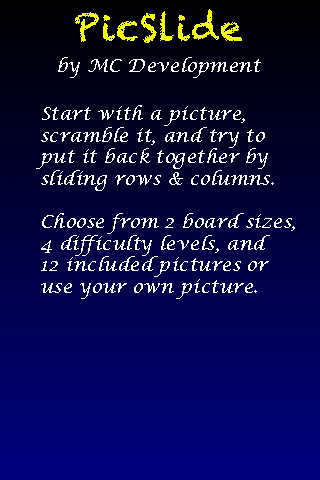 PicSlide
by MC Development
Start with a picture,
scramble it, and try to
put it back together by
sliding rows & columns.
Choose from 2 board sizes,
4 difficulty levels, and
12 included pictures or
use your own picture.